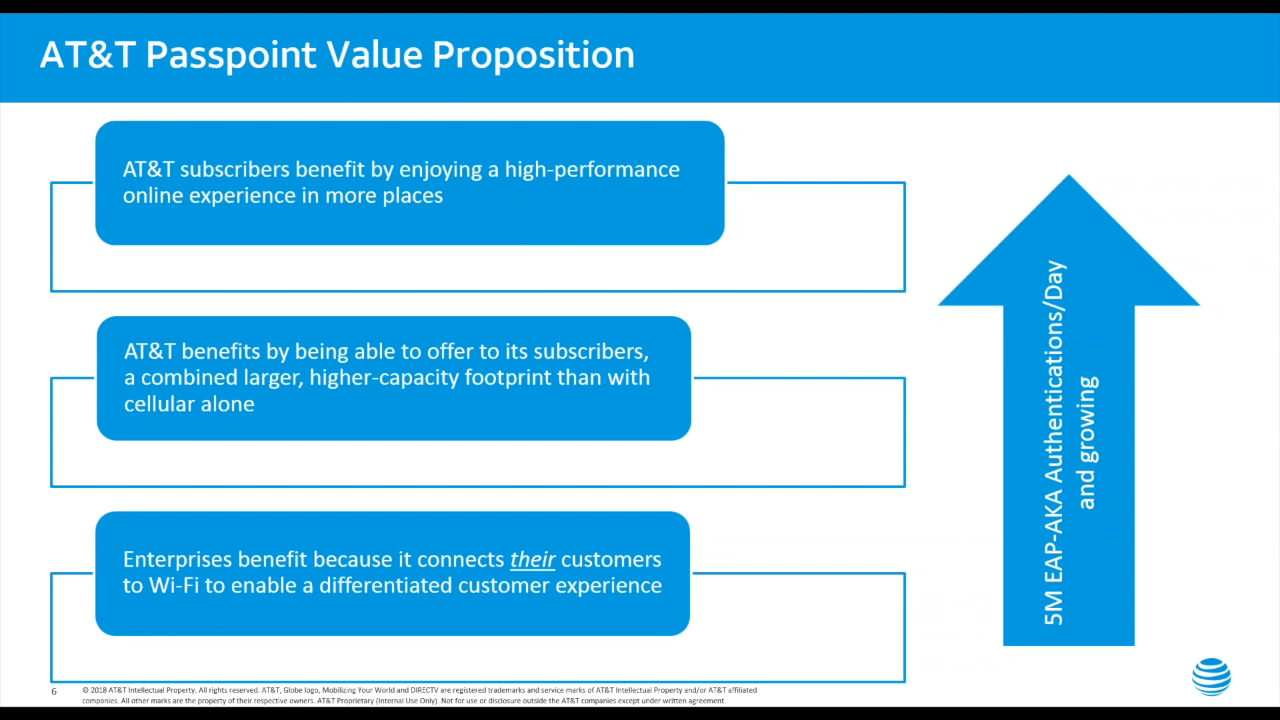 AT&T Passpoint Value Proposition
AT&T subscribers benefit by enjoying a high-performance
online experience in more places
AT&T benefits by being able to offer to its subscribers,
a combined larger, higher-capacity footprint than with
cellular alone
Enterprises benefit because it connects their customers
to Wi-Fi to enable a differentiated customer experience
5M EAP-AKA Authentications/Day
and growing
6
© 2018 AT&T Intellectual Property. All rights reserved. AT&T, Globe logo, Mobilizing Your World and DIRECTV are registered trademarks and service marks of AT&T Intellectual Property and/or AT&T affiliated
companies. All other marks are the property of their respective owners. AT&T Proprietary (Internal Use Only). Not for use or disclosure outside the AT&T companies except under written agreement.